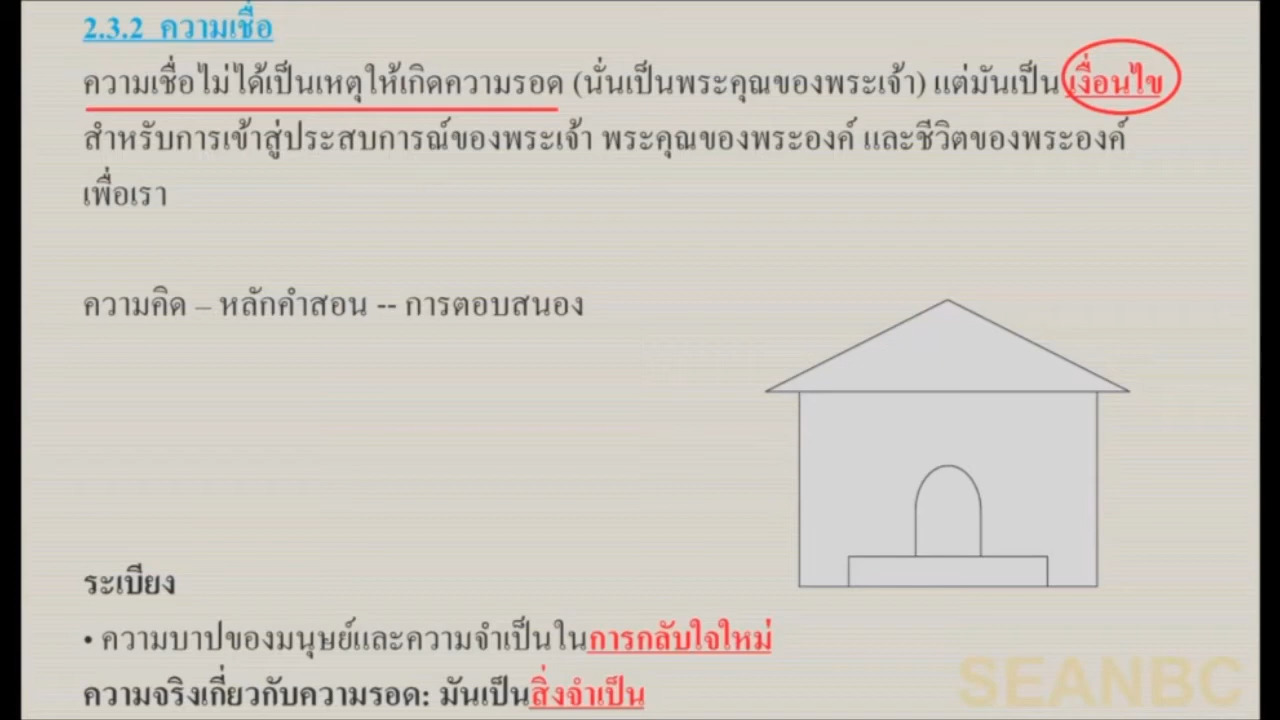 2.3.2 ความเชื่อ
ความเชื่อไม่ได้เป็นเหตุให้เกิดความรอด (นั่นเป็นพระคุณของพระเจ้า) แต่มันเป็นเงื่อนไข
สำหรับการเข้าสู่ประสบการณ์ของพระเจ้า พระคุณของพระองค์ และชีวิตของพระองค์
เพื่อเรา
ความคิด – หลักคำสอน -- การตอบสนอง
ระเบียง
• ความบาปของมนุษย์และความจำเป็นในการกลับใจใหม่
ความจริงเกี่ยวกับความรอด: มันเป็นสิ่งจำเป็น
SEANBC